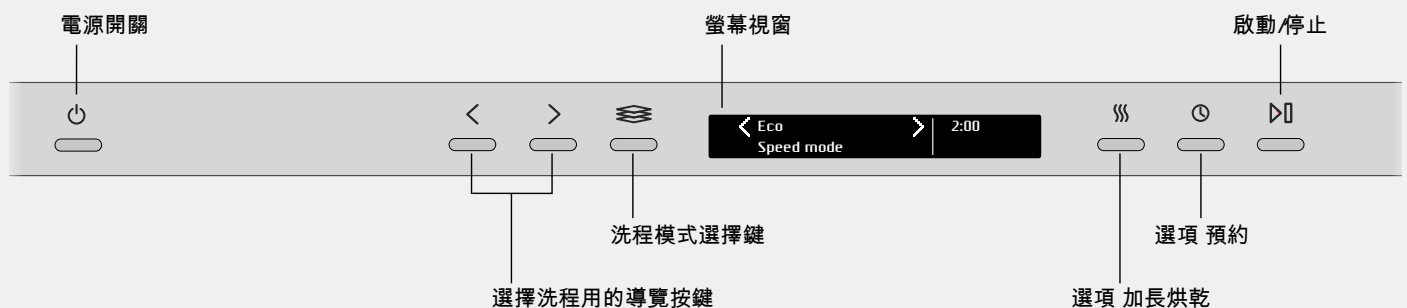 電源開關
螢幕視窗
啟動/停止
Eco
2:00
Speed mode
洗程模式選擇鍵
選項 預約
選擇洗程用的導覽按鍵
選項 加長烘乾